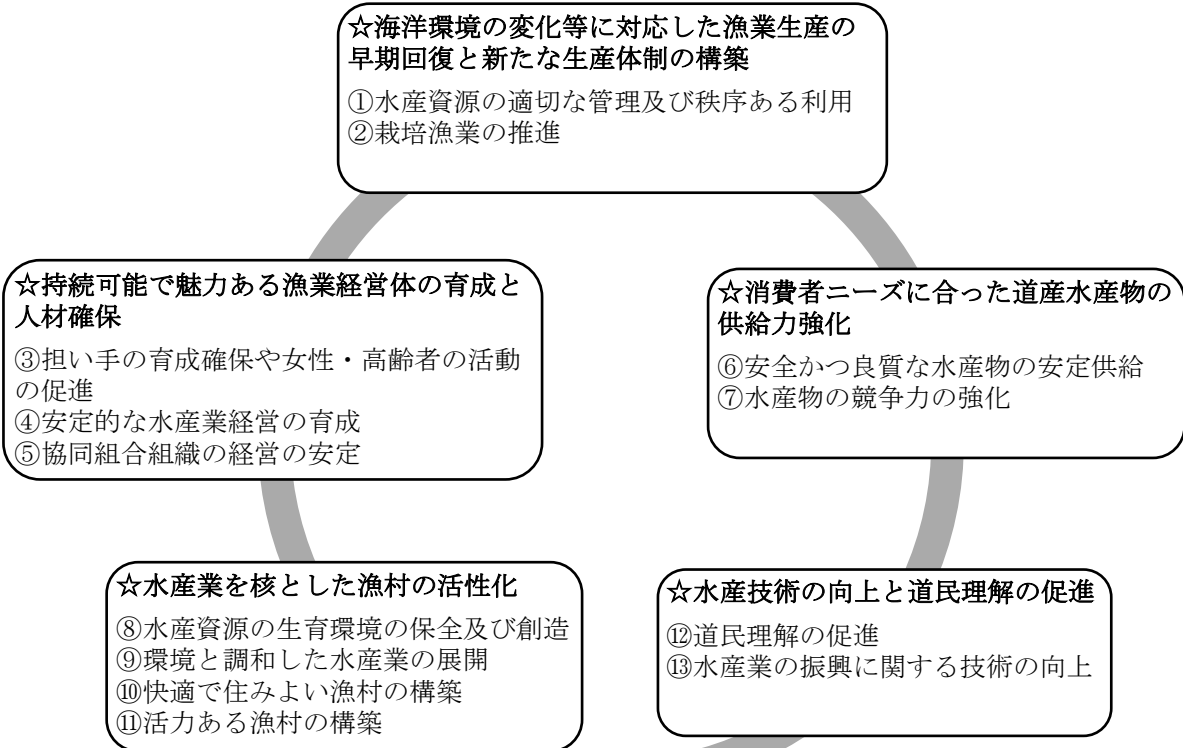 ☆海洋環境の変化等に対応した漁業生産の
早期回復と新たな生産体制の構築
①水産資源の適切な管理及び秩序ある利用
②栽培漁業の推進
☆持続可能で魅力ある漁業経営体の育成と
人材確保
③担い手の育成確保や女性・高齢者の活動
の促進
④安定的な水産業経営の育成
⑤協同組合組織の経営の安定
☆消費者ニーズに合った道産水産物の
供給力強化
⑥安全かつ良質な水産物の安定供給
⑦水産物の競争力の強化
☆水産業を核とした漁村の活性化
⑧水産資源の生育環境の保全及び創造
⑨環境と調和した水産業の展開
⑩快適で住みよい漁村の構築
⑪活力ある漁村の構築
☆水産技術の向上と道民理解の促進
⑫道民理解の促進
⑬水産業の振興に関する技術の向上